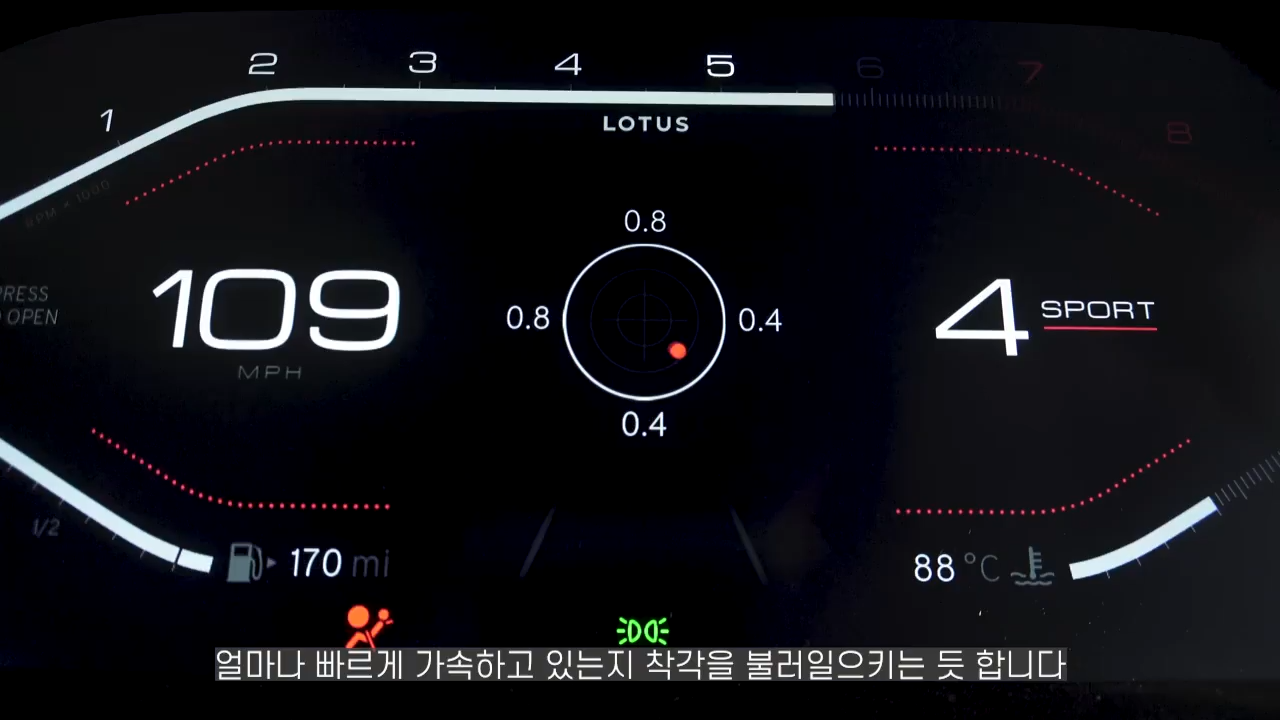 1 2 3 4 5 6 7 8
RPM × 1000
LOTUS
0.8
PRESS
O OPEN
109
MPH
0.8
0.4
4 SPORT
0.4
1/2
170 mi
88 °C
얼마나 빠르게 가속하고 있는지 착각을 불러일으키는 듯 합니다